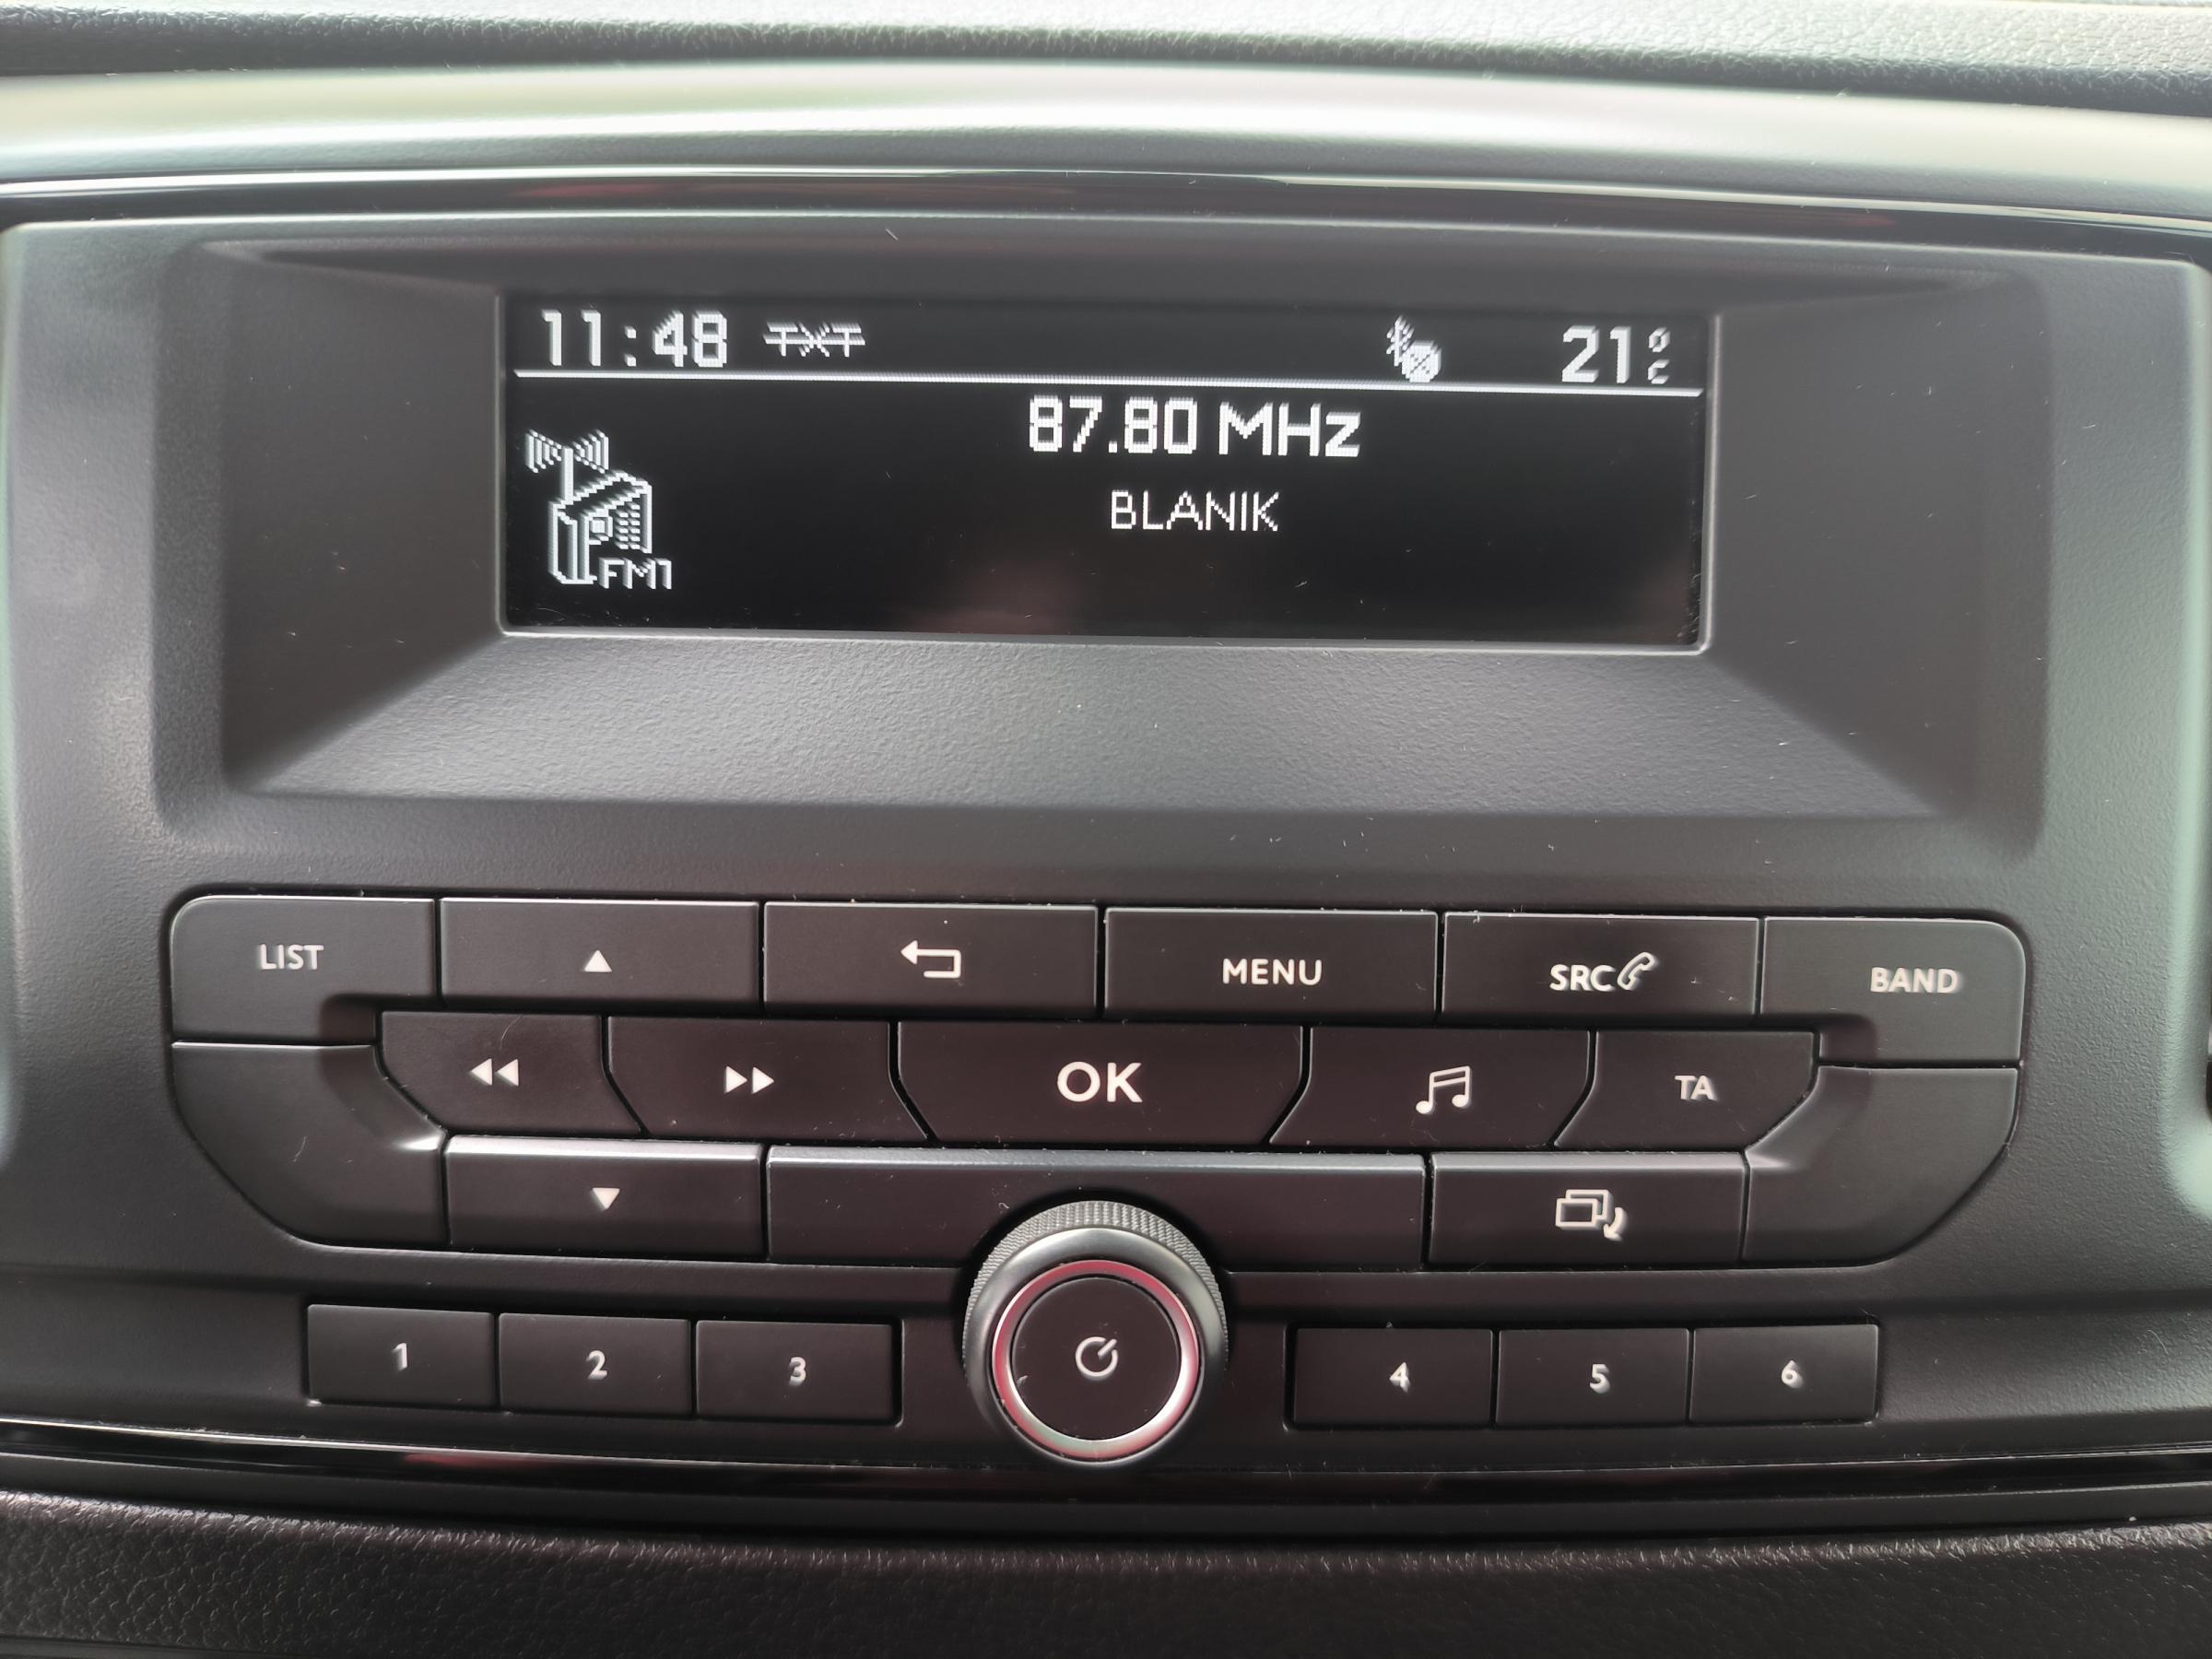 11:48 TXT 21°C
87.80 MHz
BLANIK
FM1
LIST MENU SRC BAND
OK TA
1 2 3 4 5 6